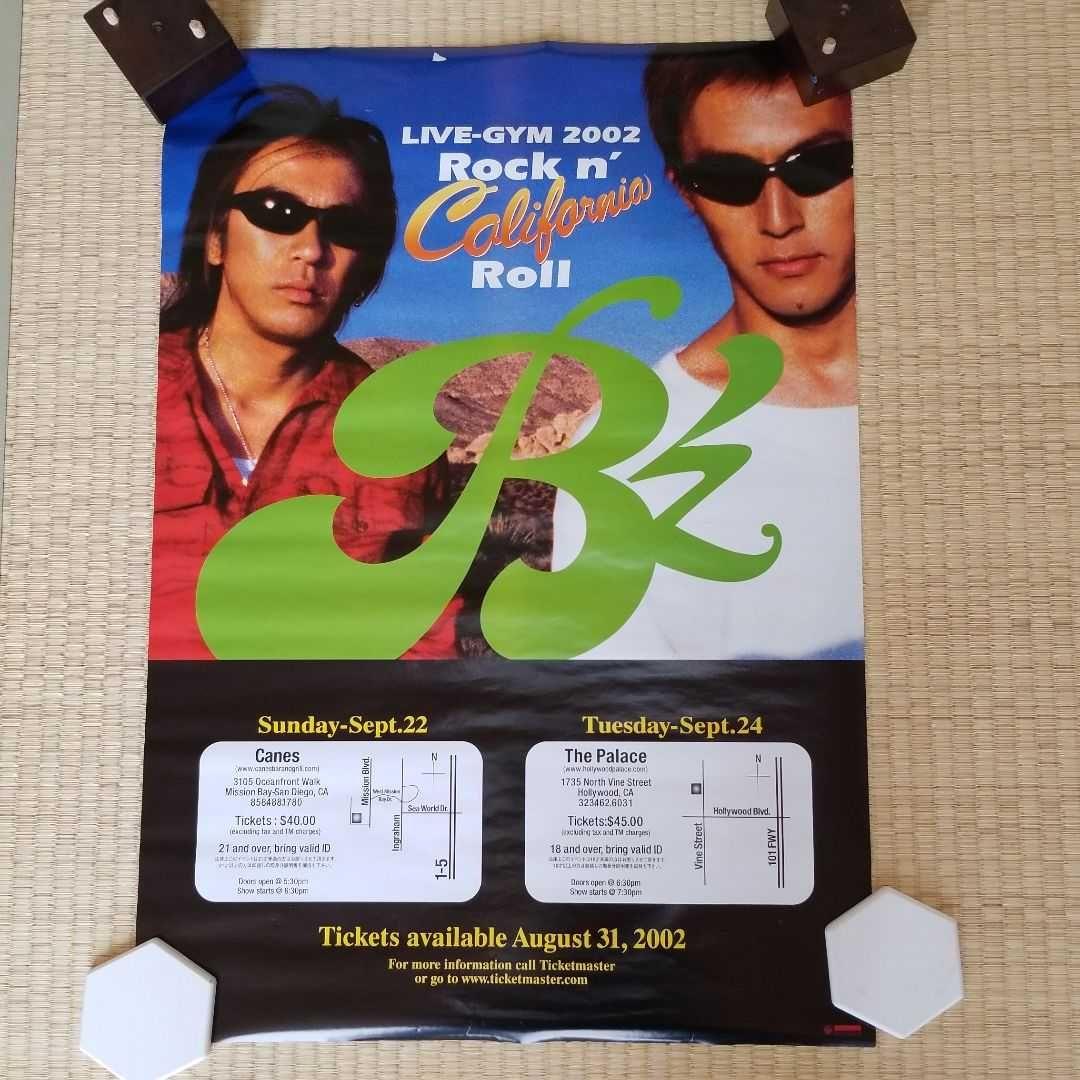 LIVE-GYM 2002
Rock n'
California
Roll
B'z
Sunday-Sept.22
Canes
(www.canesbarandgrill.com)
3105 Oceanfront Walk
Mission Bay-San Diego, CA
8584881780
Tickets : $40.00
(excluding tax and TM charges)
21 and over, bring valid ID
Doors open @ 5:30pm
Show starts @ 6:30pm
Mission Blvd.
West Mission
Bay Dr.
N
Sea World Dr.
Ingraham
1-5
Tuesday-Sept.24
The Palace
(www.hollywoodpalace.com)
1735 North Vine Street
Hollywood, CA
323462.6031
Tickets:$45.00
(excluding tax and TM charges)
18 and over, bring valid ID
Doors open @ 6:30pm
Show starts @ 7:30pm
N
Hollywood Blvd.
Vine Street
101 FWY
Tickets available August 31, 2002
For more information call Ticketmaster
or go to www.ticketmaster.com